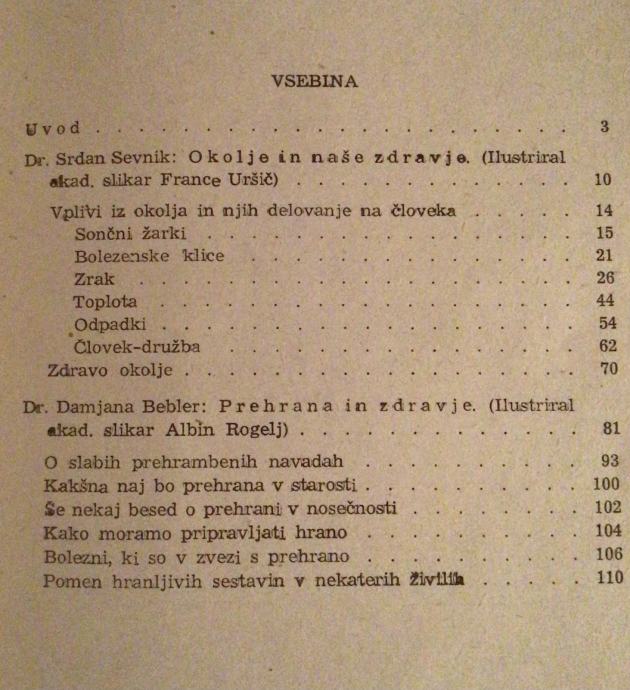 VSEBINA
Uvod . . . . . . . . . . . . . . . . . . . . . 3
Dr. Srdan Sevnik: Okolje in naše zdravje. (Ilustriral
akad. slikar France Uršič) . . . . . . . . . . . . 10
Vplivi iz okolja in njih delovanje na človeka . . . . . 14
Sončni žarki . . . . . . . . . . . . . . . . 15
Bolezenske klice . . . . . . . . . . . . . . 21
Zrak . . . . . . . . . . . . . . . . . . 26
Toplota . . . . . . . . . . . . . . . . . 44
Odpadki . . . . . . . . . . . . . . . . . 54
Človek-družba . . . . . . . . . . . . . . . 62
Zdravo okolje . . . . . . . . . . . . . . . . 70
Dr. Damjana Bebler: Prehrana in zdravje. (Ilustriral
akad. slikar Albin Rogelj) . . . . . . . . . . . . 81
O slabih prehrambenih navadah . . . . . . . . . 93
Kakšna naj bo prehrana v starosti . . . . . . . . . 100
Še nekaj besed o prehrani v nosečnosti . . . . . . . 102
Kako moramo pripravljati hrano . . . . . . . . . 104
Bolezni, ki so v zvezi s prehrano . . . . . . . . . 106
Pomen hranljivih sestavin v nekaterih živilih . . . . . 110